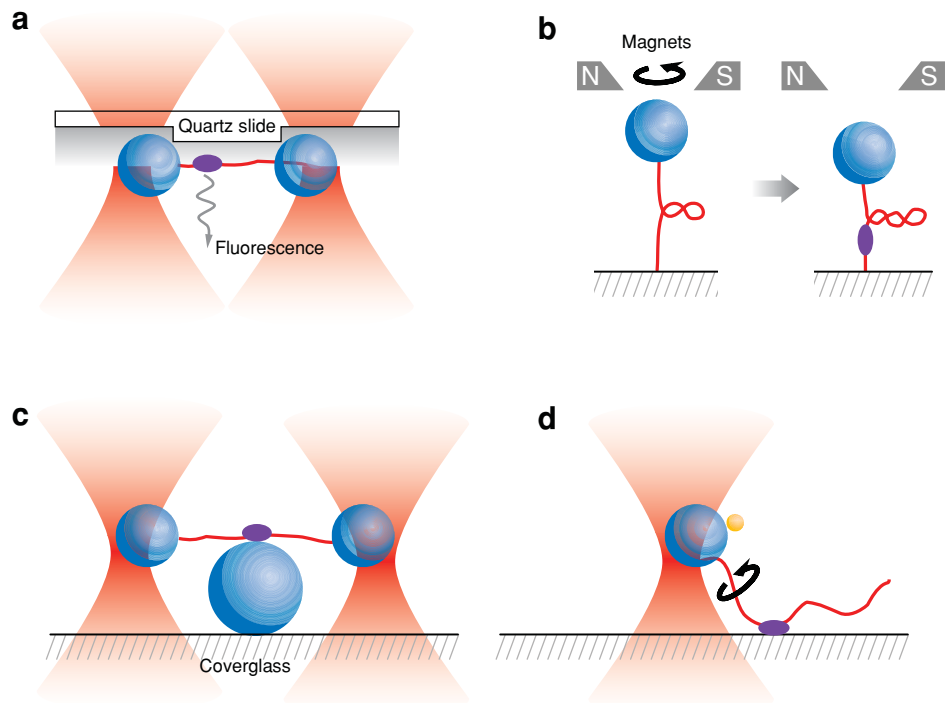 a
Quartz slide
Fluorescence
b
Magnets
N S N S
c
Coverglass
d